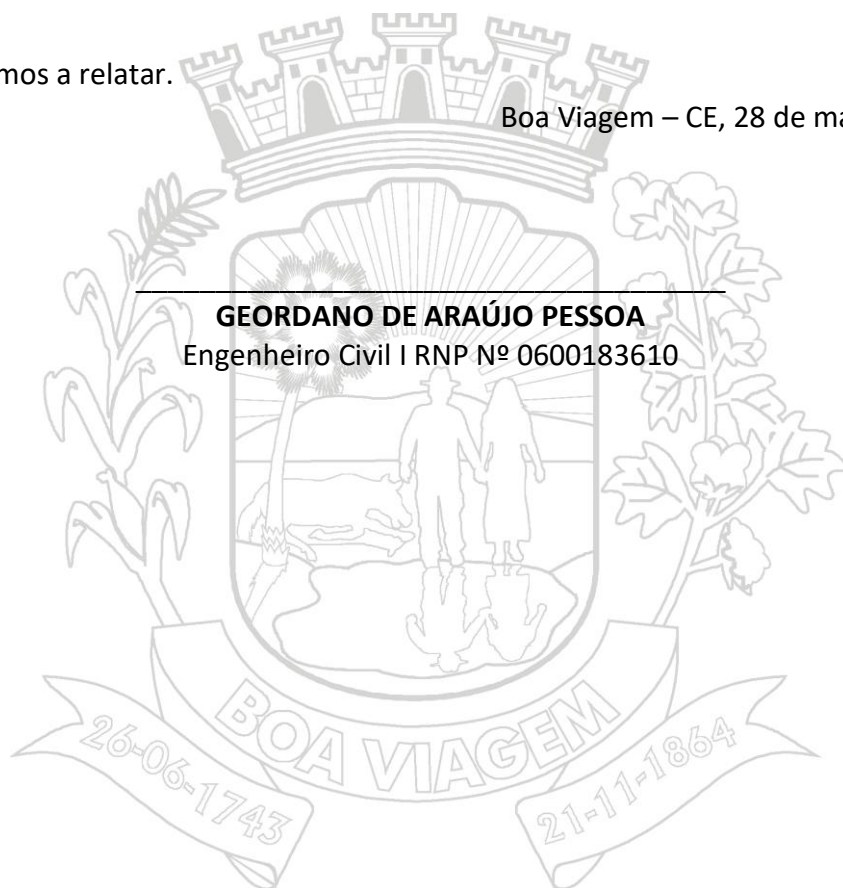 mos a relatar.
Boa Viagem – CE, 28 de ma
GEORDANO DE ARAÚJO PESSOA
Engenheiro Civil I RNP Nº 0600183610
BOA VIAGEM
26-06-1743
21-11-1864